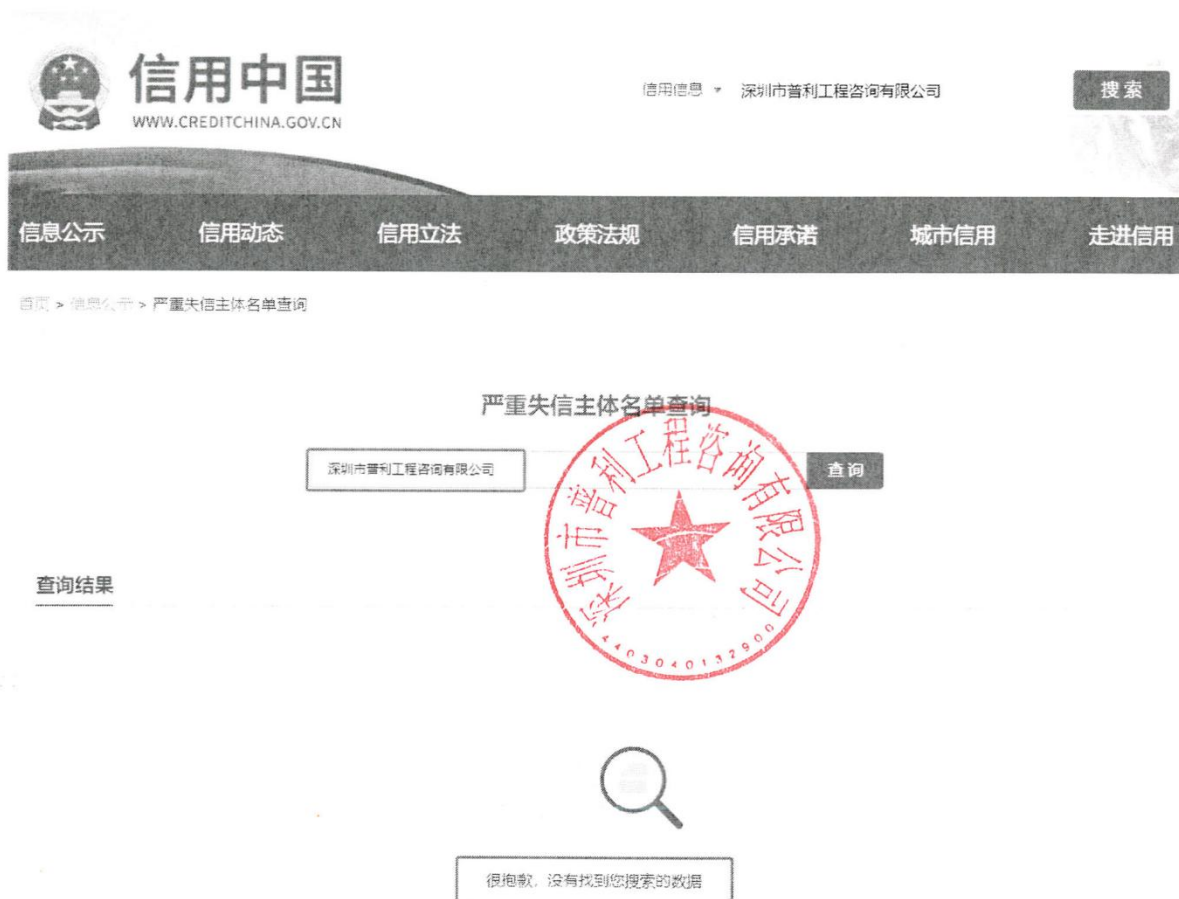 信用中国
WWW.CREDITCHINA.GOV.CN
信用信息 深圳市普利工程咨询有限公司 搜索
信息公示 信用动态 信用立法 政策法规 信用承诺 城市信用 走进信用
首页 > 信息公示 > 严重失信主体名单查询
严重失信主体名单查询
深圳市普利工程咨询有限公司 查询
深圳市普利工程咨询有限公司
4403040132900
查询结果
很抱歉，没有找到您搜索的数据